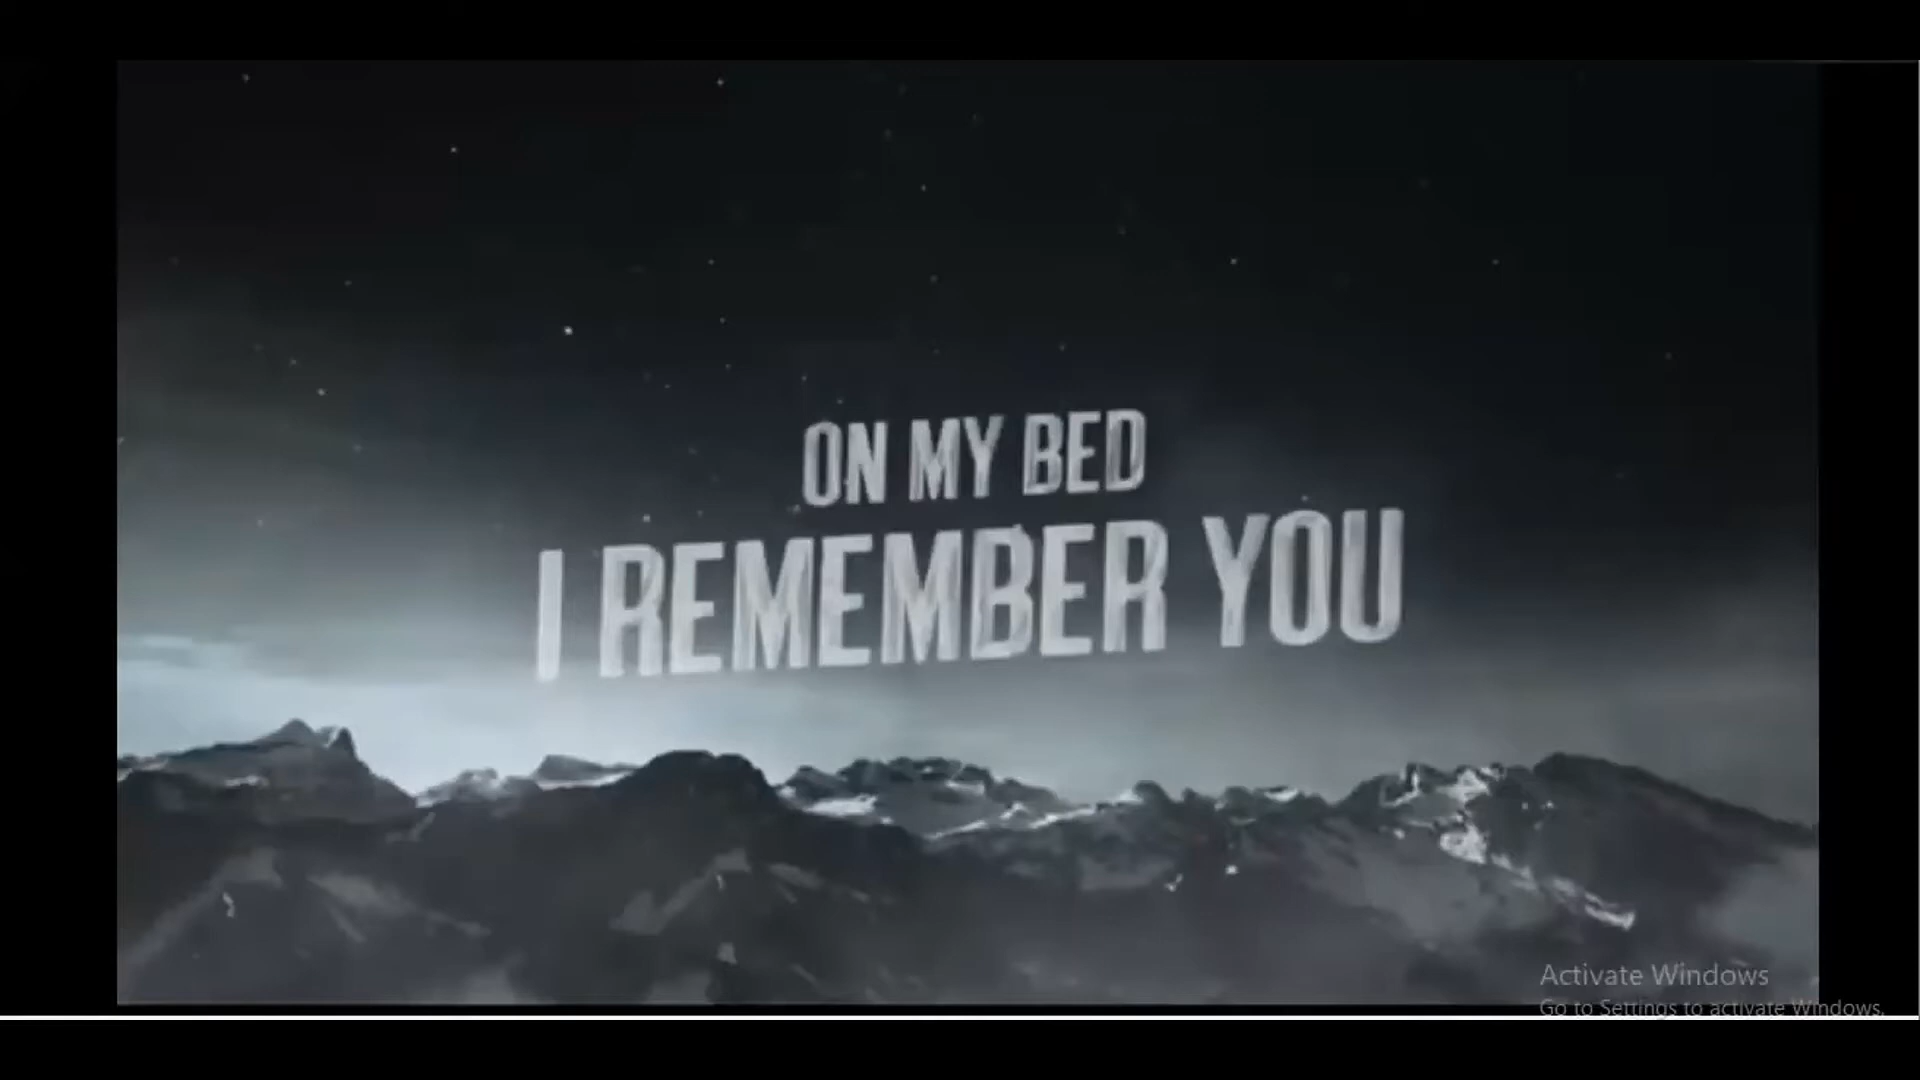 ON MY BED
I REMEMBER YOU
Activate Windows
Go to Settings to activate Windows.